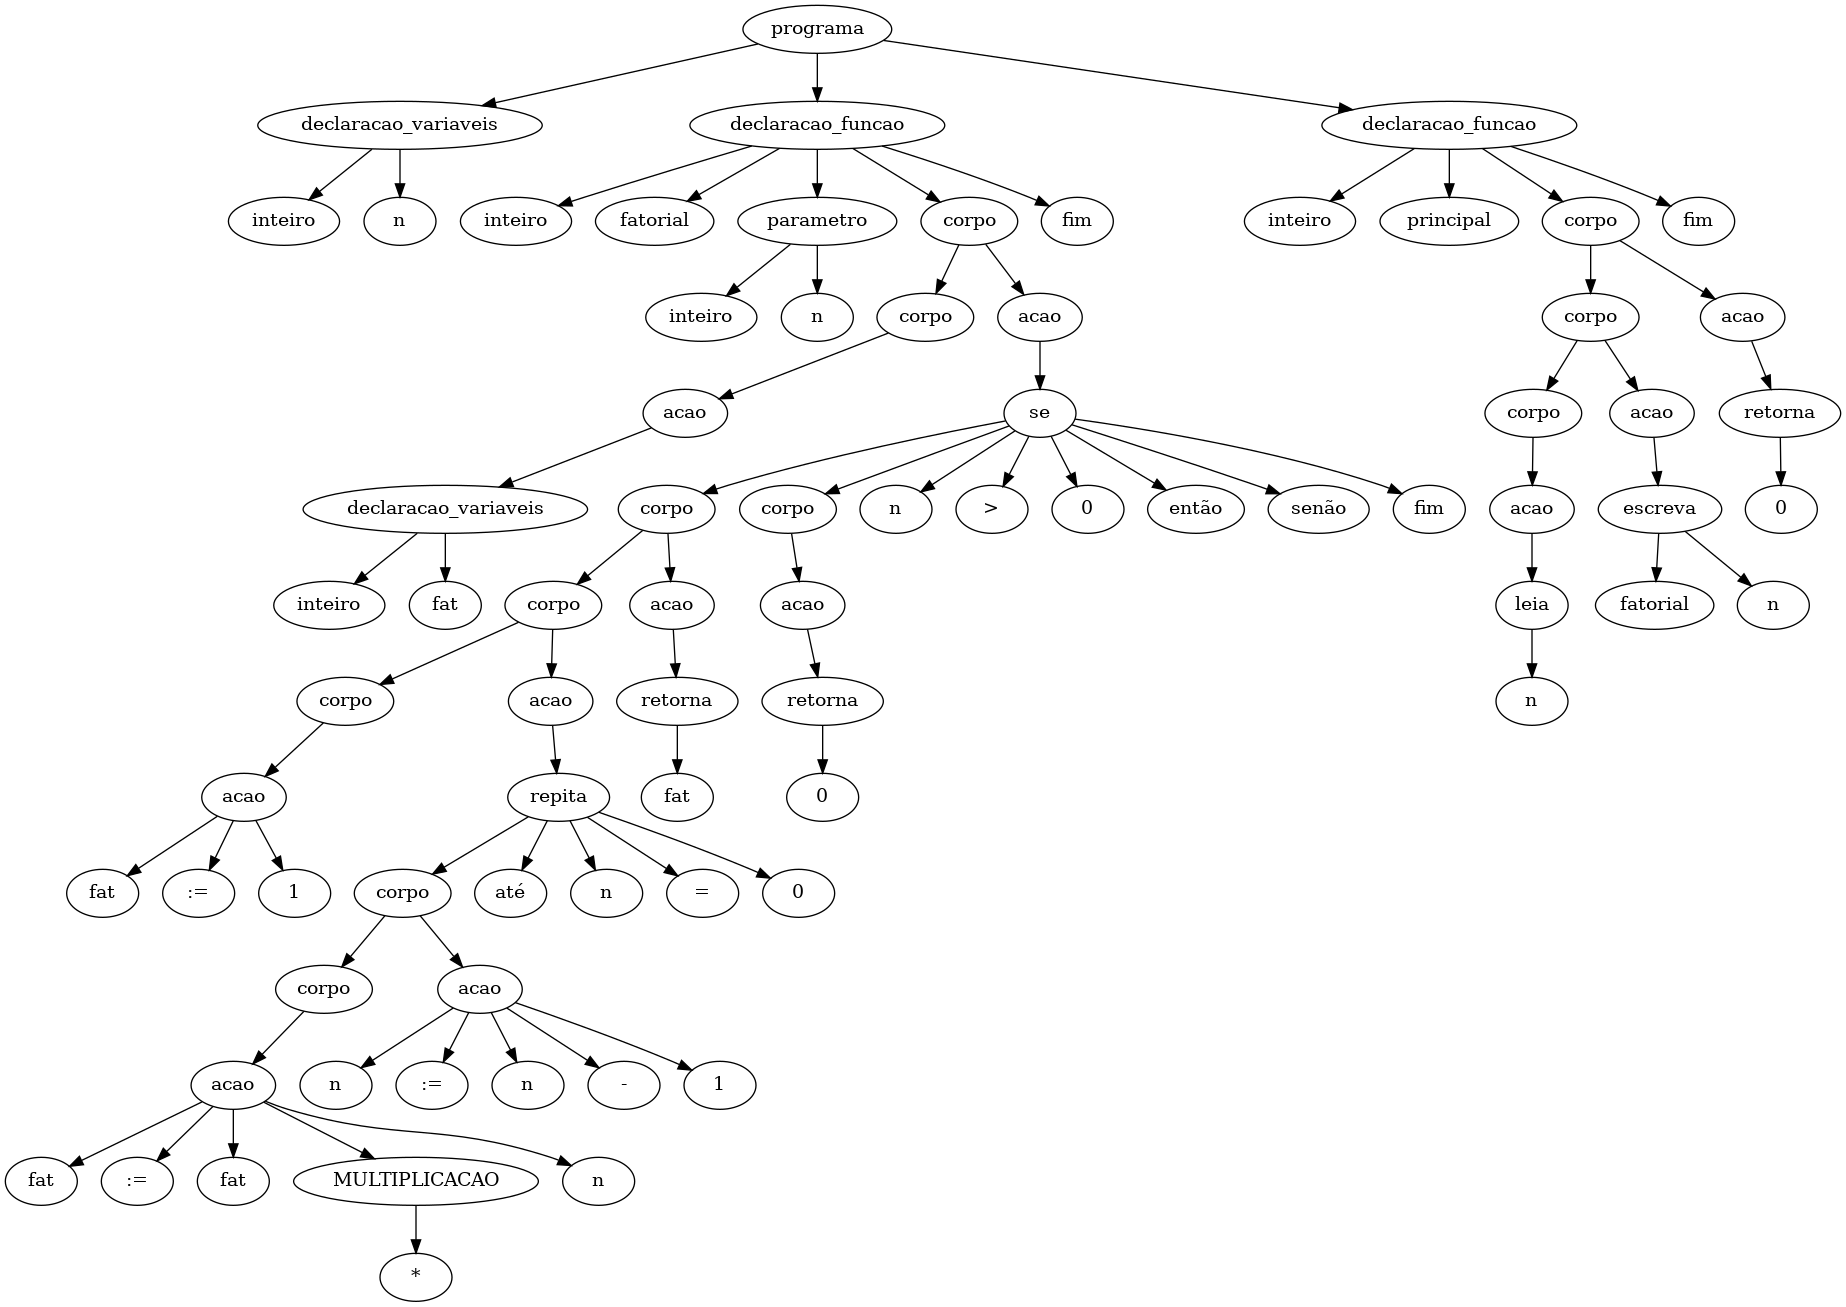 programa
declaracao_variaveis
declaracao_funcao
declaracao_funcao
inteiro
n
inteiro
fatorial
parametro
corpo
fim
inteiro
principal
corpo
fim
inteiro
n
corpo
acao
corpo
acao
acao
se
corpo
acao
retorna
declaracao_variaveis
corpo
corpo
n
>
0
então
senão
fim
acao
escreva
0
inteiro
fat
corpo
acao
acao
leia
fatorial
n
corpo
acao
retorna
retorna
n
acao
repita
fat
0
fat
:=
1
corpo
até
n
=
0
corpo
acao
acao
n
:=
n
-
1
fat
:=
fat
MULTIPLICACAO
n
*